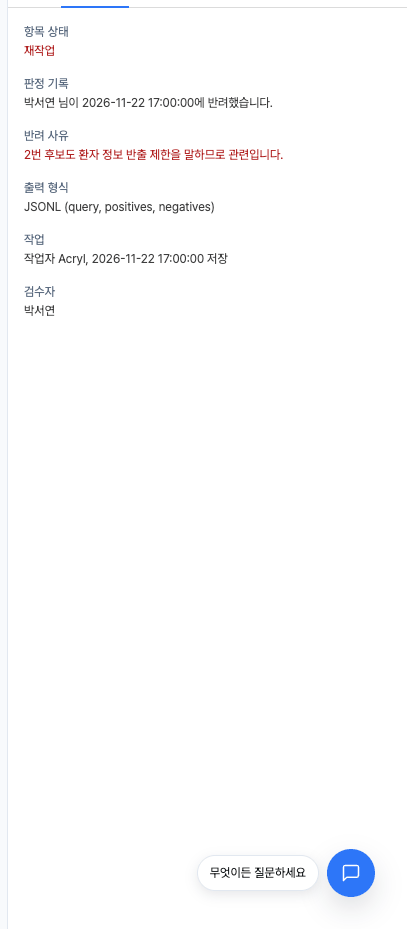 항목 상태
재작업
판정 기록
박서연 님이 2026-11-22 17:00:00에 반려했습니다.
반려 사유
2번 후보도 환자 정보 반출 제한을 말하므로 관련입니다.
출력 형식
JSONL (query, positives, negatives)
작업
작업자 Acryl, 2026-11-22 17:00:00 저장
검수자
박서연
무엇이든 질문하세요